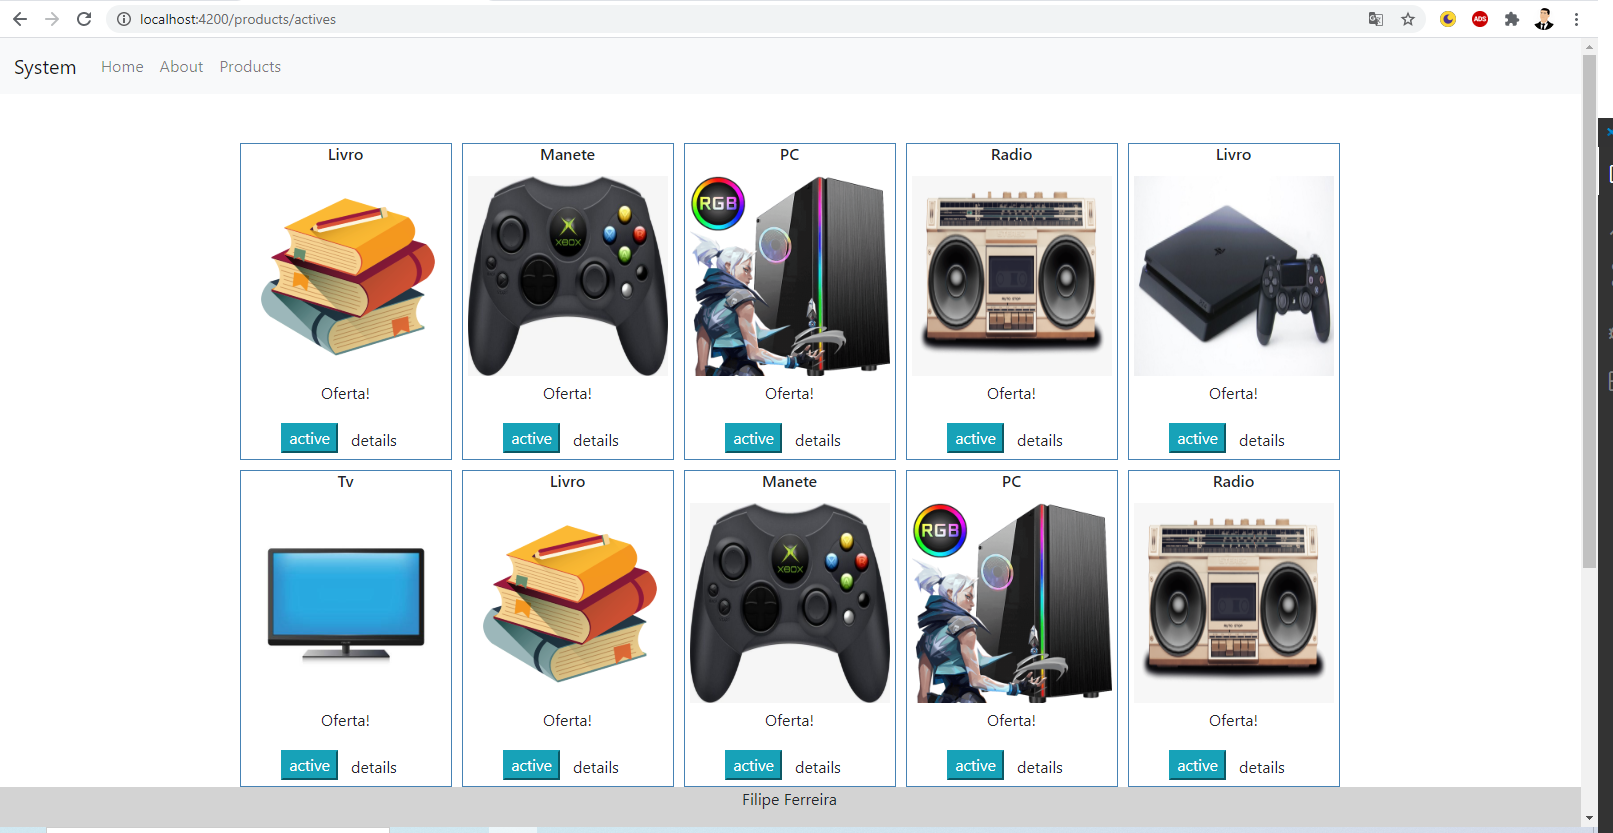 localhost:4200/products/actives
ADS
System Home About Products
Livro Manete PC Radio Livro
RGB
XBOX
Oferta! Oferta! Oferta! Oferta! Oferta!
active details active details active details active details active details
Tv Livro Manete PC Radio
RGB
XBOX
Oferta! Oferta! Oferta! Oferta! Oferta!
active details active details active details active details active details
Filipe Ferreira